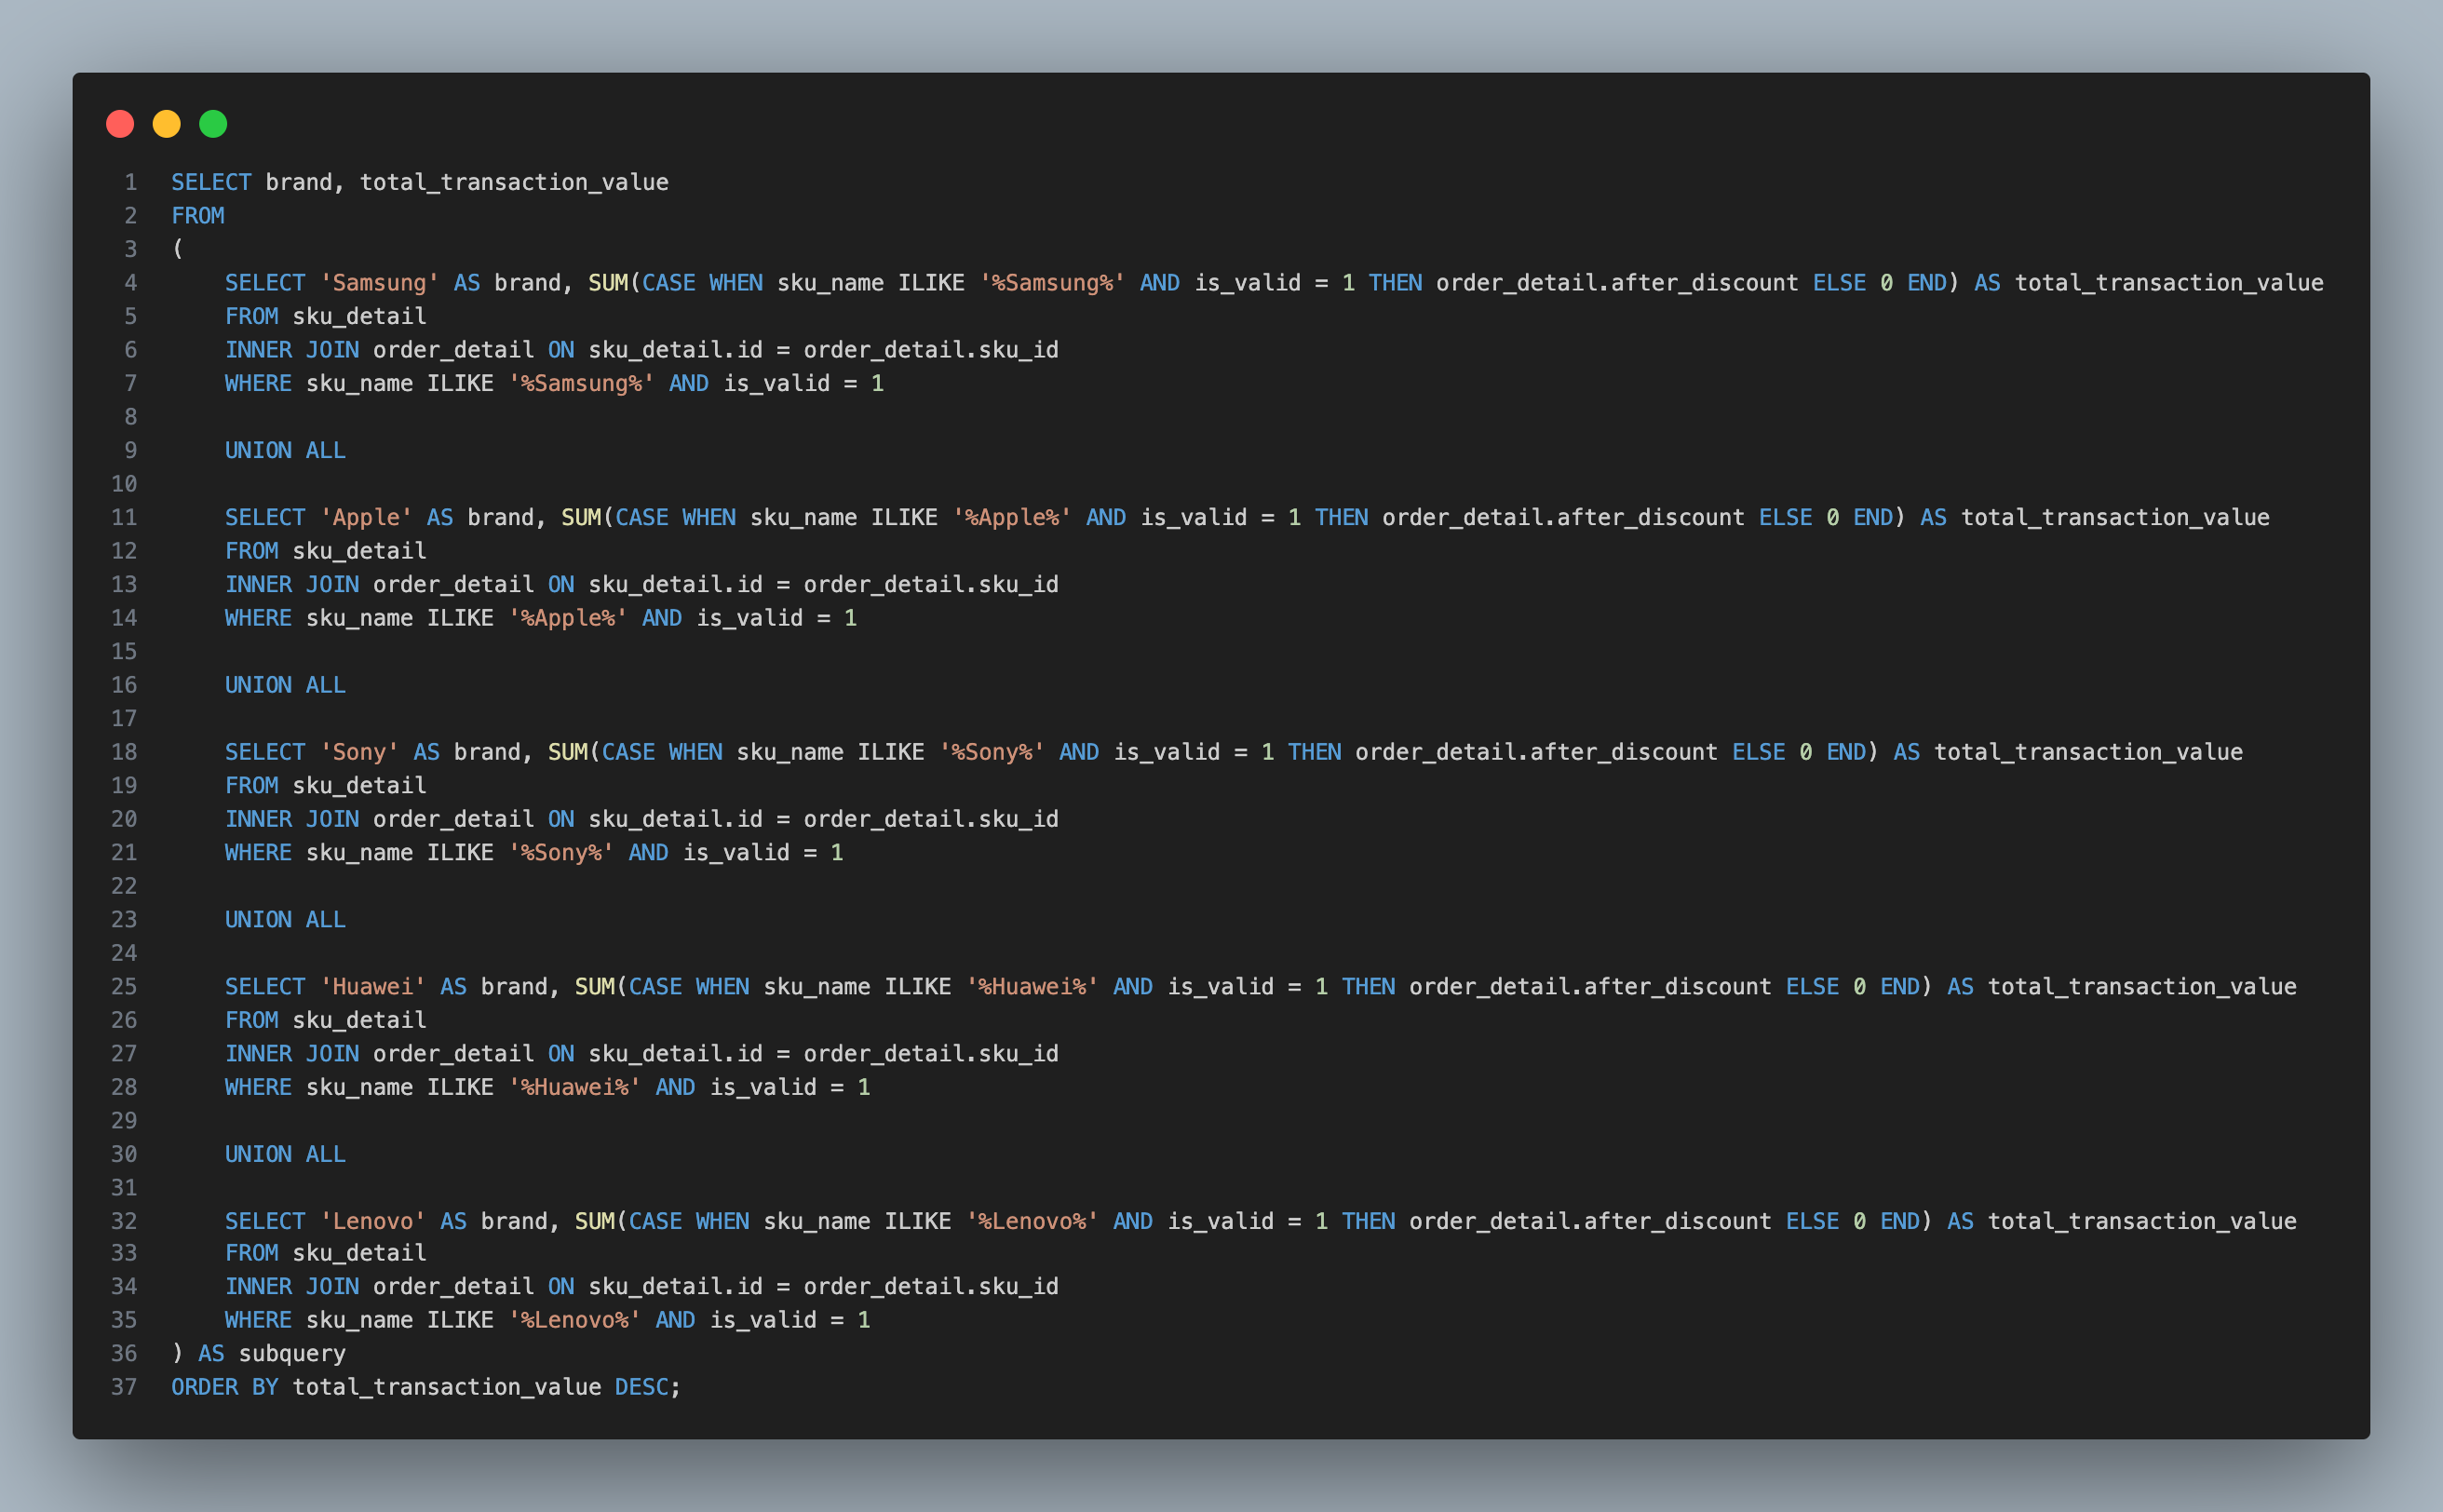 1 SELECT brand, total_transaction_value
2 FROM
3 (
4 SELECT 'Samsung' AS brand, SUM(CASE WHEN sku_name ILIKE '%Samsung%' AND is_valid = 1 THEN order_detail.after_discount ELSE 0 END) AS total_transaction_value
5 FROM sku_detail
6 INNER JOIN order_detail ON sku_detail.id = order_detail.sku_id
7 WHERE sku_name ILIKE '%Samsung%' AND is_valid = 1
8
9 UNION ALL
10
11 SELECT 'Apple' AS brand, SUM(CASE WHEN sku_name ILIKE '%Apple%' AND is_valid = 1 THEN order_detail.after_discount ELSE 0 END) AS total_transaction_value
12 FROM sku_detail
13 INNER JOIN order_detail ON sku_detail.id = order_detail.sku_id
14 WHERE sku_name ILIKE '%Apple%' AND is_valid = 1
15
16 UNION ALL
17
18 SELECT 'Sony' AS brand, SUM(CASE WHEN sku_name ILIKE '%Sony%' AND is_valid = 1 THEN order_detail.after_discount ELSE 0 END) AS total_transaction_value
19 FROM sku_detail
20 INNER JOIN order_detail ON sku_detail.id = order_detail.sku_id
21 WHERE sku_name ILIKE '%Sony%' AND is_valid = 1
22
23 UNION ALL
24
25 SELECT 'Huawei' AS brand, SUM(CASE WHEN sku_name ILIKE '%Huawei%' AND is_valid = 1 THEN order_detail.after_discount ELSE 0 END) AS total_transaction_value
26 FROM sku_detail
27 INNER JOIN order_detail ON sku_detail.id = order_detail.sku_id
28 WHERE sku_name ILIKE '%Huawei%' AND is_valid = 1
29
30 UNION ALL
31
32 SELECT 'Lenovo' AS brand, SUM(CASE WHEN sku_name ILIKE '%Lenovo%' AND is_valid = 1 THEN order_detail.after_discount ELSE 0 END) AS total_transaction_value
33 FROM sku_detail
34 INNER JOIN order_detail ON sku_detail.id = order_detail.sku_id
35 WHERE sku_name ILIKE '%Lenovo%' AND is_valid = 1
36 ) AS subquery
37 ORDER BY total_transaction_value DESC;